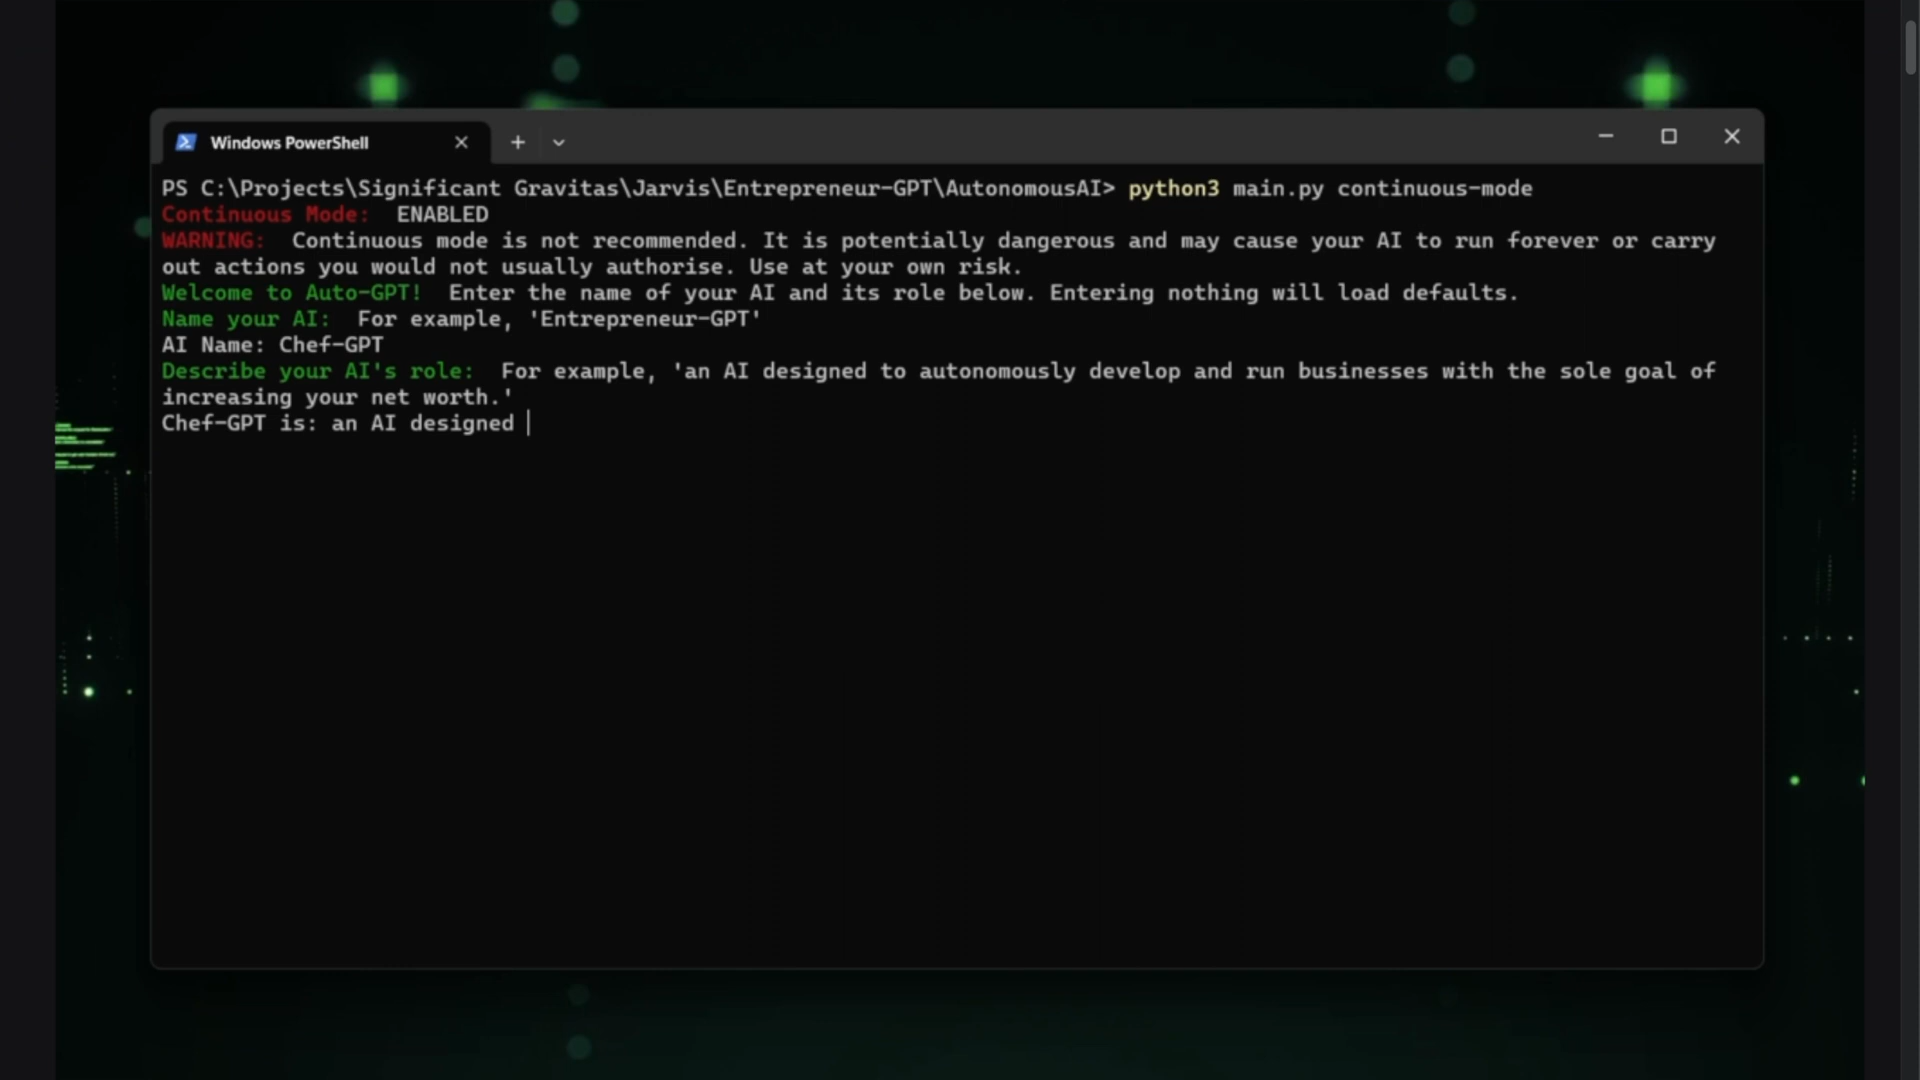 Windows PowerShell
PS C:\Projects\Significant Gravitas\Jarvis\Entrepreneur-GPT\AutonomousAI> python3 main.py continuous-mode
Continuous Mode:  ENABLED
WARNING:  Continuous mode is not recommended. It is potentially dangerous and may cause your AI to run forever or carry
out actions you would not usually authorise. Use at your own risk.
Welcome to Auto-GPT!  Enter the name of your AI and its role below. Entering nothing will load defaults.
Name your AI:  For example, 'Entrepreneur-GPT'
AI Name: Chef-GPT
Describe your AI's role:  For example, 'an AI designed to autonomously develop and run businesses with the sole goal of
increasing your net worth.'
Chef-GPT is: an AI designed